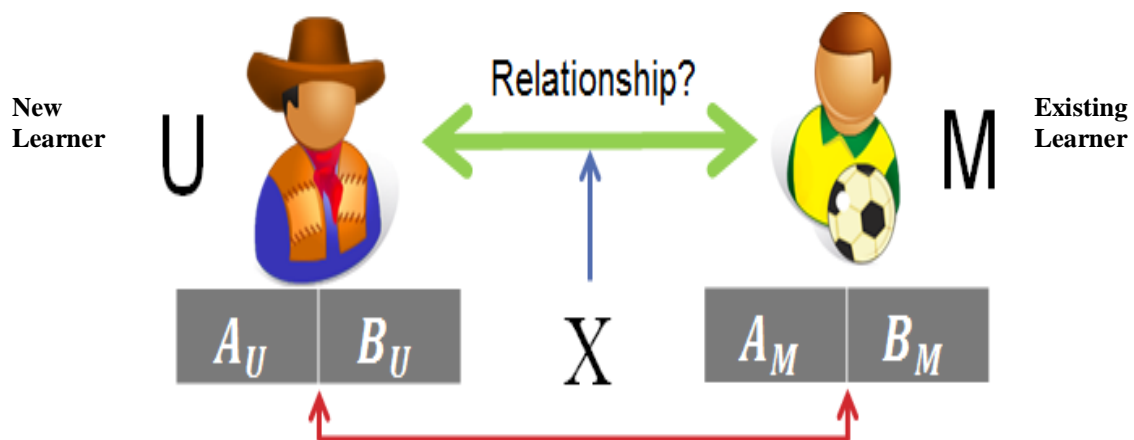 New
Learner
U
Relationship?
M
Existing
Learner
A_U B_U
X
A_M B_M